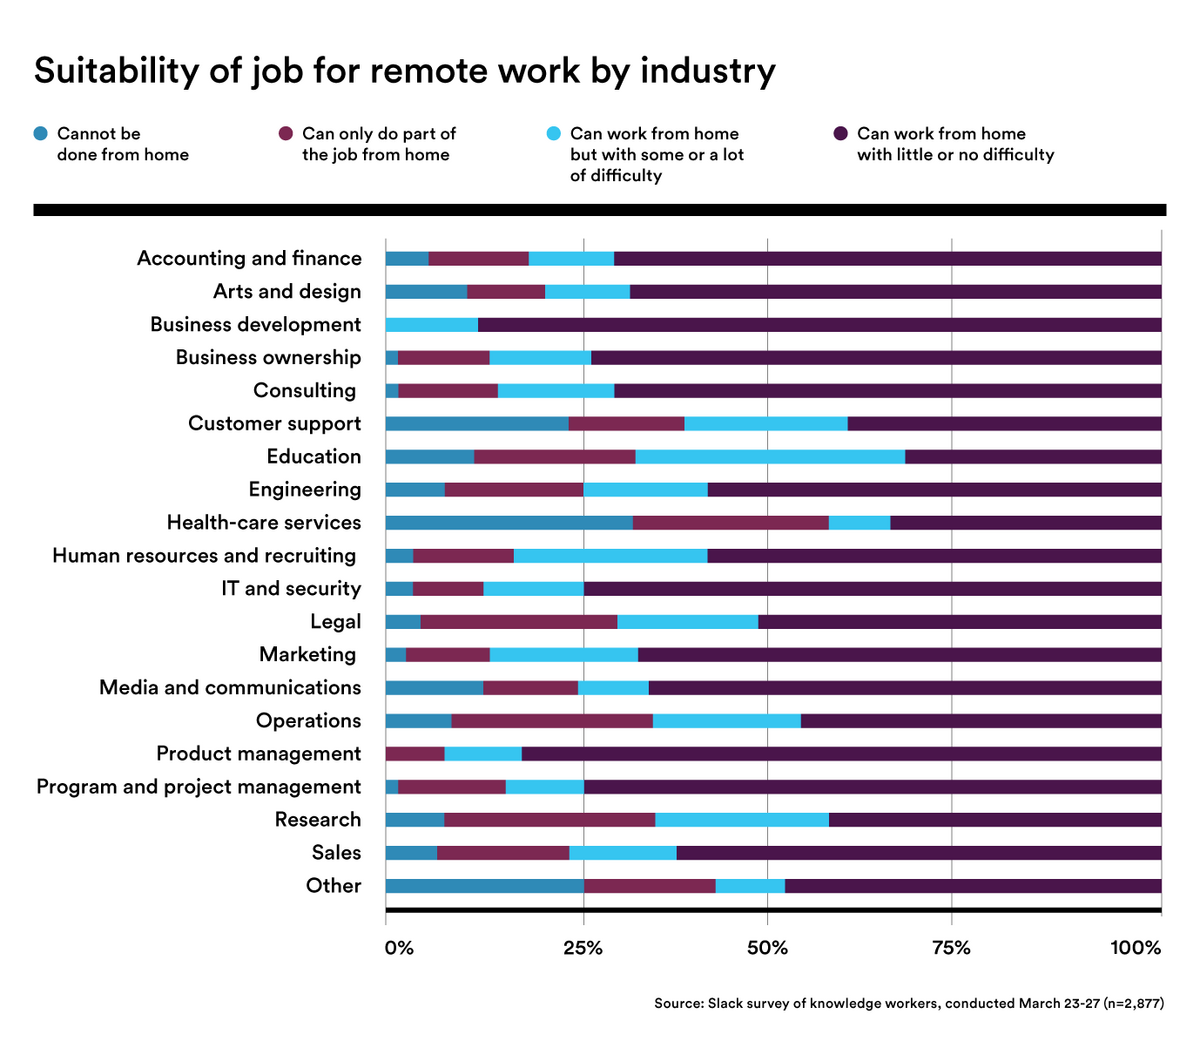 Suitability of job for remote work by industry
Cannot be
done from home
Can only do part of
the job from home
Can work from home
but with some or a lot
of difficulty
Can work from home
with little or no difficulty
Accounting and finance
Arts and design
Business development
Business ownership
Consulting
Customer support
Education
Engineering
Health-care services
Human resources and recruiting
IT and security
Legal
Marketing
Media and communications
Operations
Product management
Program and project management
Research
Sales
Other
0% 25% 50% 75% 100%
Source: Slack survey of knowledge workers, conducted March 23-27 (n=2,877)